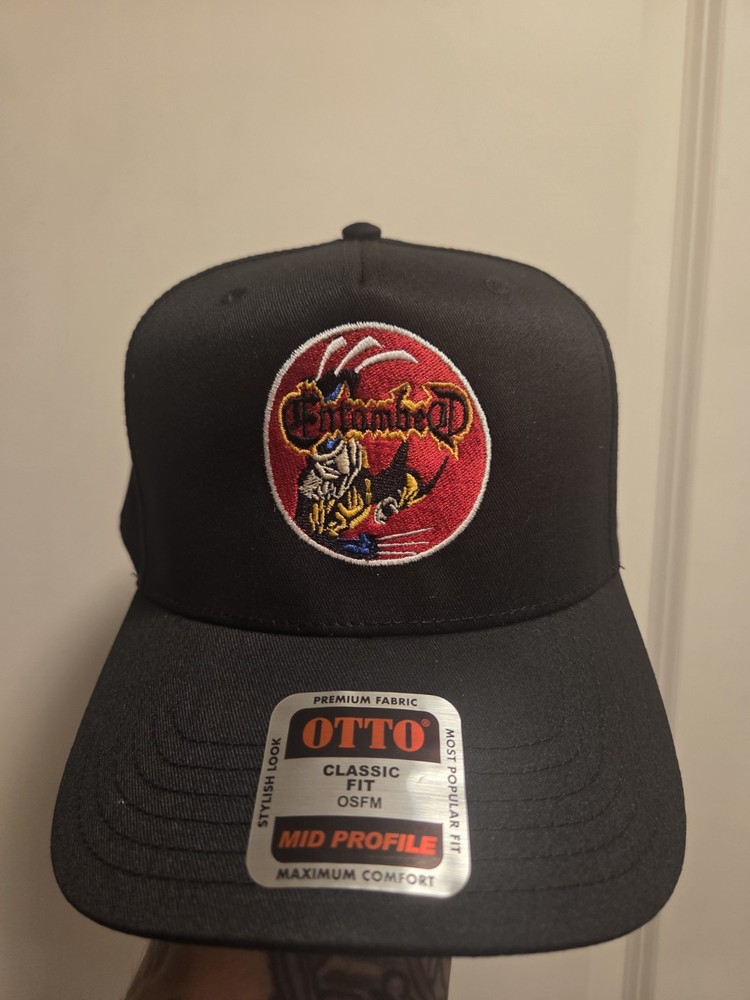 Entombed
PREMIUM FABRIC
OTTO®
STYLISH LOOK
CLASSIC
FIT
OSFM
MOST POPULAR FIT
MID PROFILE
MAXIMUM COMFORT